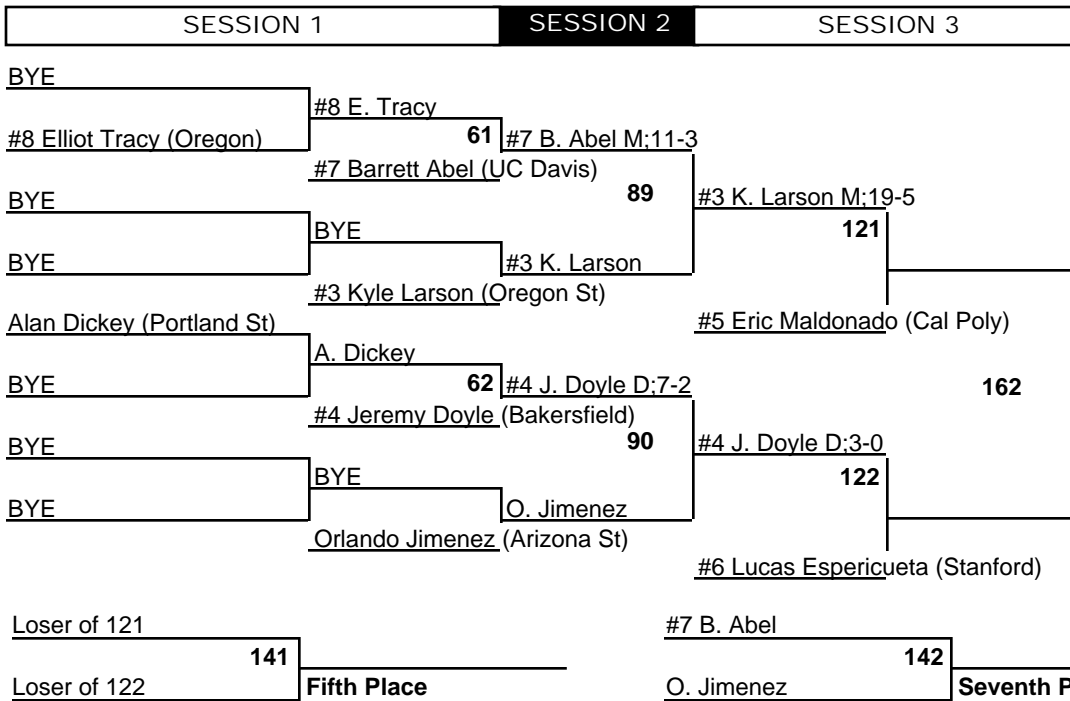 SESSION 1 SESSION 2 SESSION 3
BYE
#8 E. Tracy
#8 Elliot Tracy (Oregon) 61 #7 B. Abel M;11-3
#7 Barrett Abel (UC Davis)
89
BYE #3 K. Larson M;19-5
BYE 121
BYE #3 K. Larson
#3 Kyle Larson (Oregon St)
Alan Dickey (Portland St) #5 Eric Maldonado (Cal Poly)
A. Dickey
BYE 62 #4 J. Doyle D;7-2 162
#4 Jeremy Doyle (Bakersfield)
90
BYE #4 J. Doyle D;3-0
BYE 122
BYE O. Jimenez
Orlando Jimenez (Arizona St)
#6 Lucas Espericueta (Stanford)
Loser of 121 #7 B. Abel
141 142
Loser of 122 Fifth Place O. Jimenez Seventh P